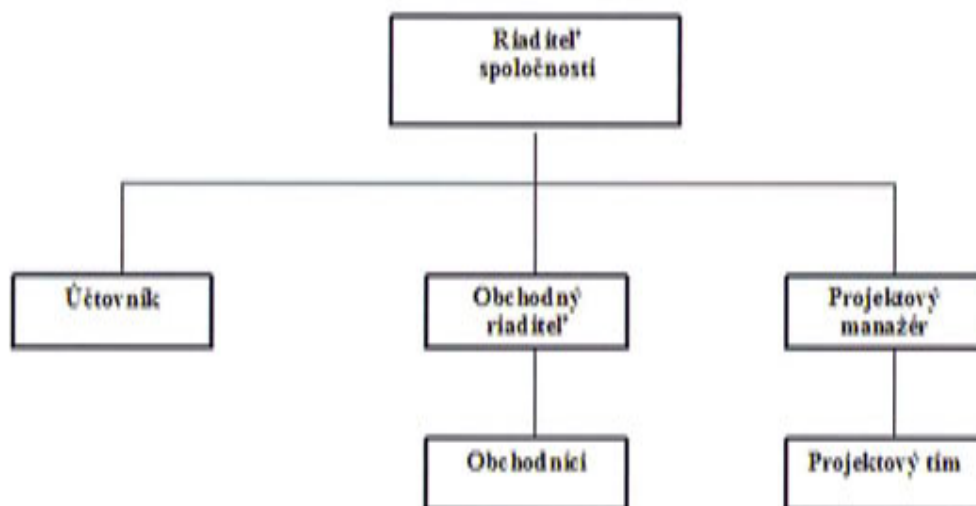 Riaditeľ
spoločnosti
Účtovník
Obchodný
riaditeľ
Projektový
manažér
Obchodníci
Projektový tím